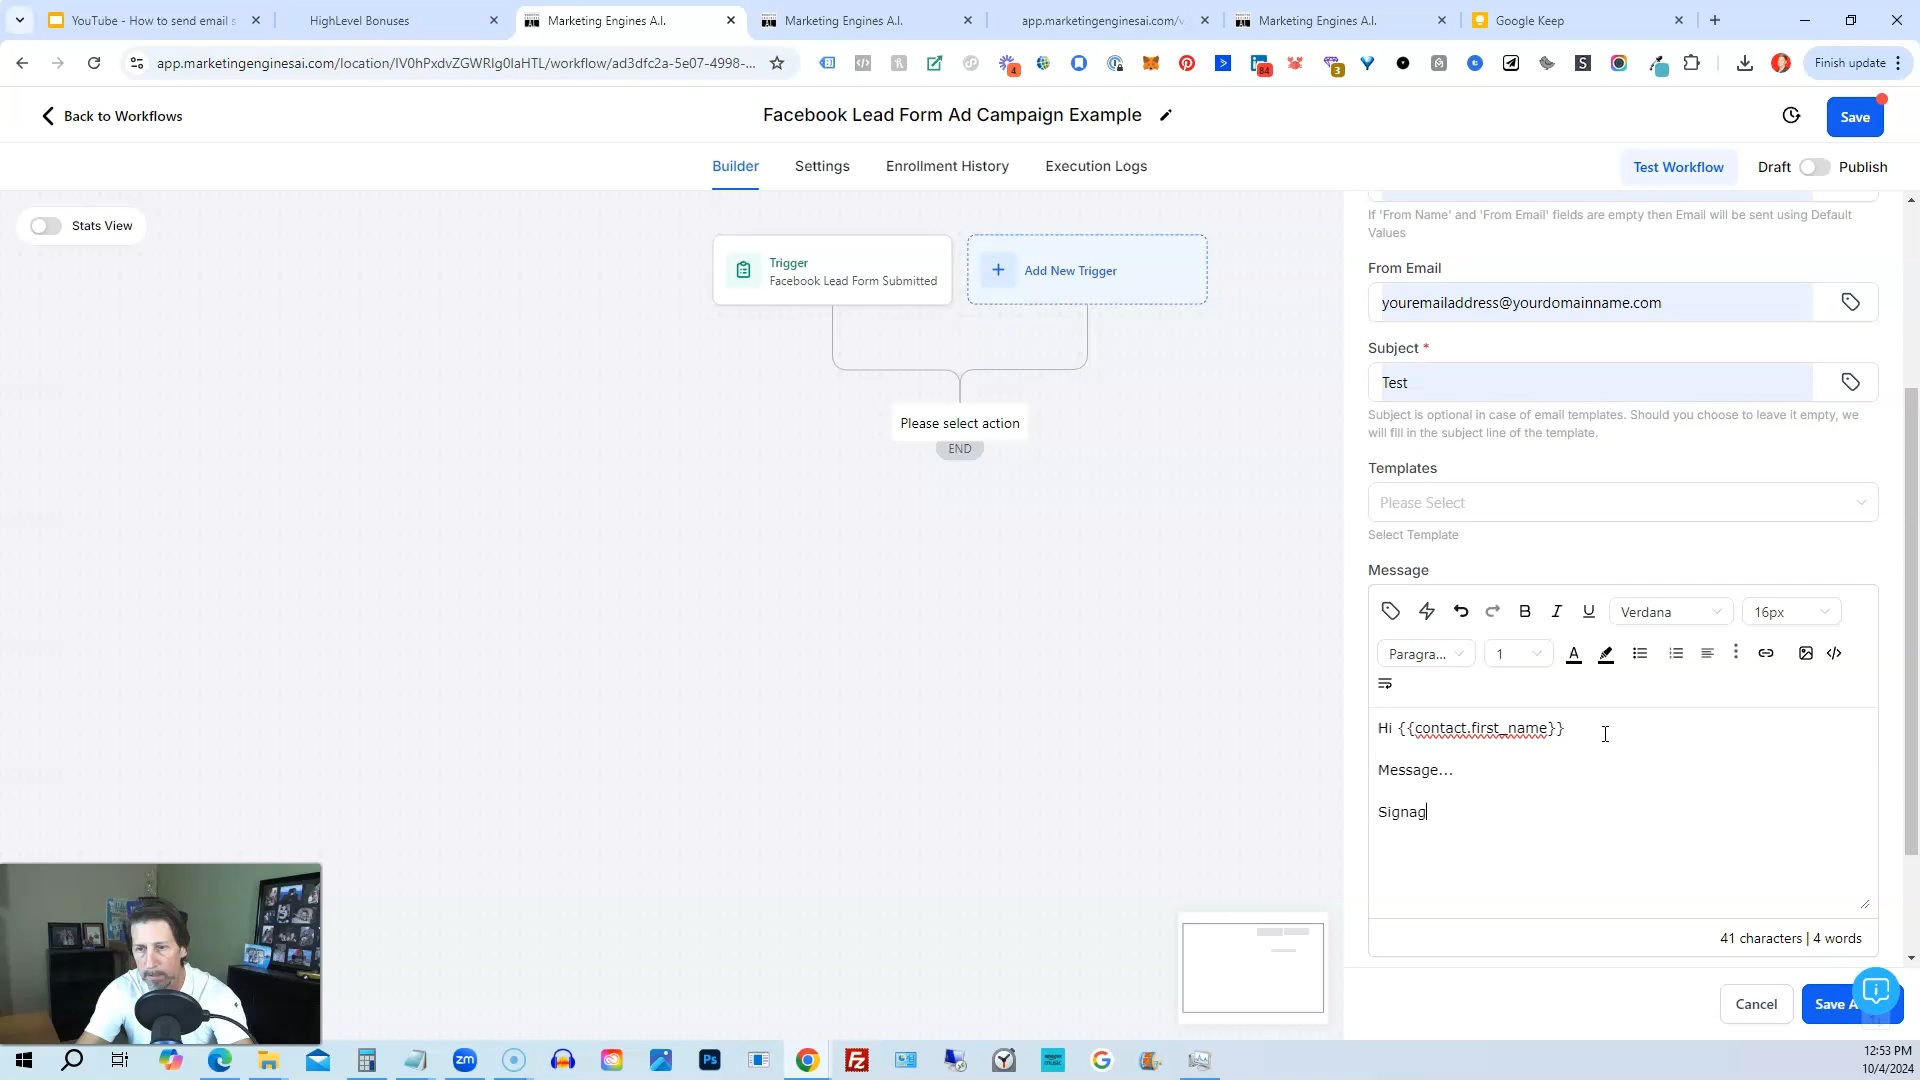 YouTube - How to send email s
HighLevel Bonuses
Marketing Engines A.I.
Marketing Engines A.I.
app.marketingenginesai.com/v
Marketing Engines A.I.
Google Keep
app.marketingenginesai.com/location/IV0hPxdvZGWRIg0IaHTL/workflow/ad3dfc2a-5e07-4998-...
4
84
3
Finish update
Back to Workflows
Facebook Lead Form Ad Campaign Example
Save
Builder
Settings
Enrollment History
Execution Logs
Test Workflow
Draft
Publish
Stats View
Trigger
Facebook Lead Form Submitted
Add New Trigger
Please select action
END
If 'From Name' and 'From Email' fields are empty then Email will be sent using Default
Values
From Email
youremailaddress@yourdomainname.com
Subject *
Test
Subject is optional in case of email templates. Should you choose to leave it empty, we
will fill in the subject line of the template.
Templates
Please Select
Select Template
Message
B
I
U
Verdana
16px
Paragra...
1
A
Hi {{contact.first_name}}
Message...
Signag
41 characters | 4 words
Cancel
Save A
zm
Ps
12:53 PM
10/4/2024